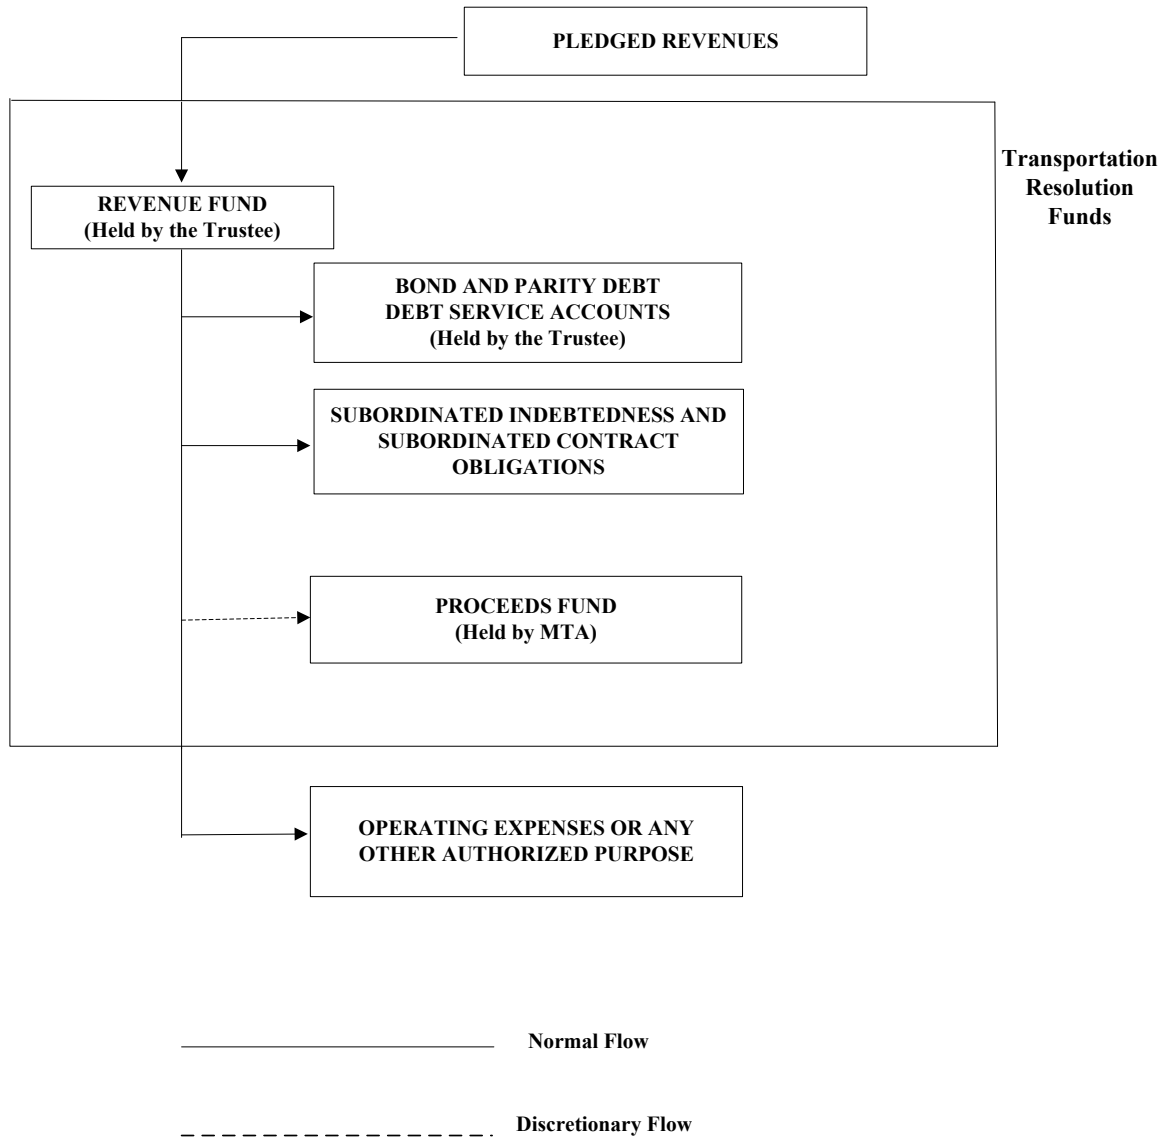 PLEDGED REVENUES
Transportation
Resolution
Funds
REVENUE FUND
(Held by the Trustee)
BOND AND PARITY DEBT
DEBT SERVICE ACCOUNTS
(Held by the Trustee)
SUBORDINATED INDEBTEDNESS AND
SUBORDINATED CONTRACT
OBLIGATIONS
PROCEEDS FUND
(Held by MTA)
OPERATING EXPENSES OR ANY
OTHER AUTHORIZED PURPOSE
Normal Flow
Discretionary Flow